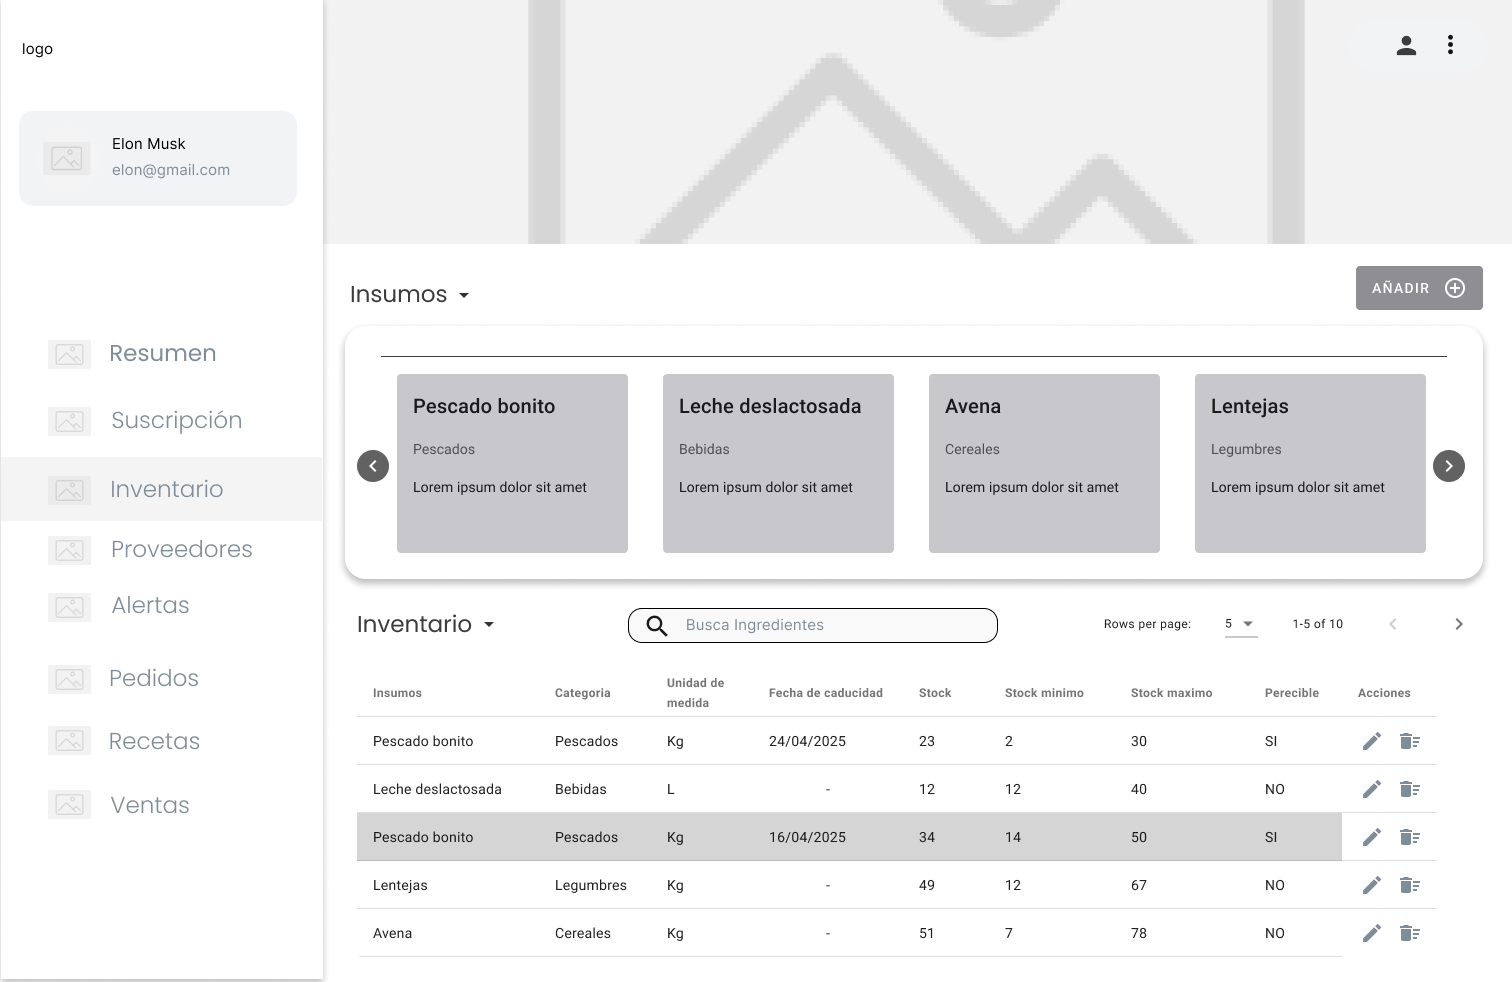 logo
Elon Musk
elon@gmail.com
Resumen
Suscripción
Inventario
Proveedores
Alertas
Pedidos
Recetas
Ventas
Insumos
AÑADIR
Pescado bonito
Pescados
Lorem ipsum dolor sit amet
Leche deslactosada
Bebidas
Lorem ipsum dolor sit amet
Avena
Cereales
Lorem ipsum dolor sit amet
Lentejas
Legumbres
Lorem ipsum dolor sit amet
Inventario
Busca Ingredientes
Rows per page: 5 1-5 of 10
Insumos Categoria Unidad de medida Fecha de caducidad Stock Stock minimo Stock maximo Perecible Acciones
Pescado bonito Pescados Kg 24/04/2025 23 2 30 SI
Leche deslactosada Bebidas L - 12 12 40 NO
Pescado bonito Pescados Kg 16/04/2025 34 14 50 SI
Lentejas Legumbres Kg - 49 12 67 NO
Avena Cereales Kg - 51 7 78 NO